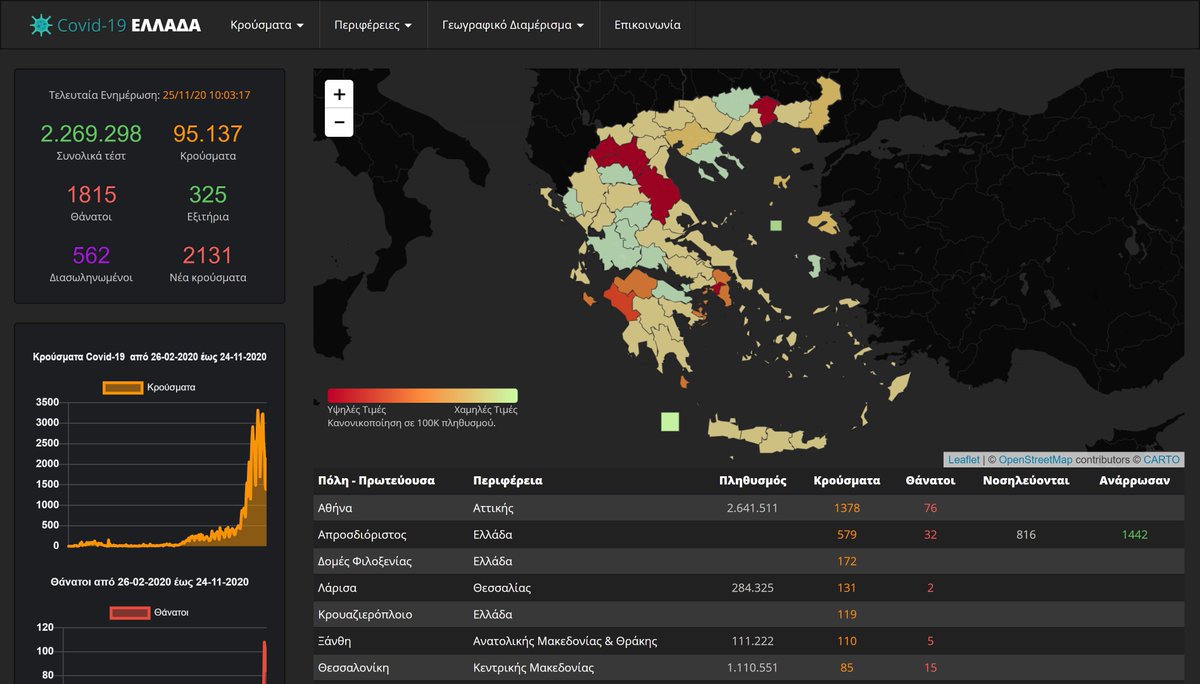 Covid-19 ΕΛΛΑΔΑ
Κρούσματα
Περιφέρειες
Γεωγραφικό Διαμέρισμα
Επικοινωνία
Τελευταία Ενημέρωση: 25/11/20 10:03:17
2.269.298 95.137
Συνολικά τέστ Κρούσματα
1815 325
Θάνατοι Εξιτήρια
562 2131
Διασωληνωμένοι Νέα κρούσματα
Κρούσματα Covid-19 από 26-02-2020 έως 24-11-2020
Κρούσματα
3500
3000
2500
2000
1500
1000
500
0
Θάνατοι από 26-02-2020 έως 24-11-2020
Θάνατοι
120
100
80
+
−
Υψηλές Τιμές Χαμηλές Τιμές
Κανονικοποίηση σε 100K πληθυσμού.
Leaflet | © OpenStreetMap contributors © CARTO
Πόλη - Πρωτεύουσα Περιφέρεια Πληθυσμός Κρούσματα Θάνατοι Νοσηλεύονται Ανάρρωσαν
Αθήνα Αττικής 2.641.511 1378 76
Απροσδιόριστος Ελλάδα 579 32 816 1442
Δομές Φιλοξενίας Ελλάδα 172
Λάρισα Θεσσαλίας 284.325 131 2
Κρουαζιερόπλοιο Ελλάδα 119
Ξάνθη Ανατολικής Μακεδονίας & Θράκης 111.222 110 5
Θεσσαλονίκη Κεντρικής Μακεδονίας 1.110.551 85 15